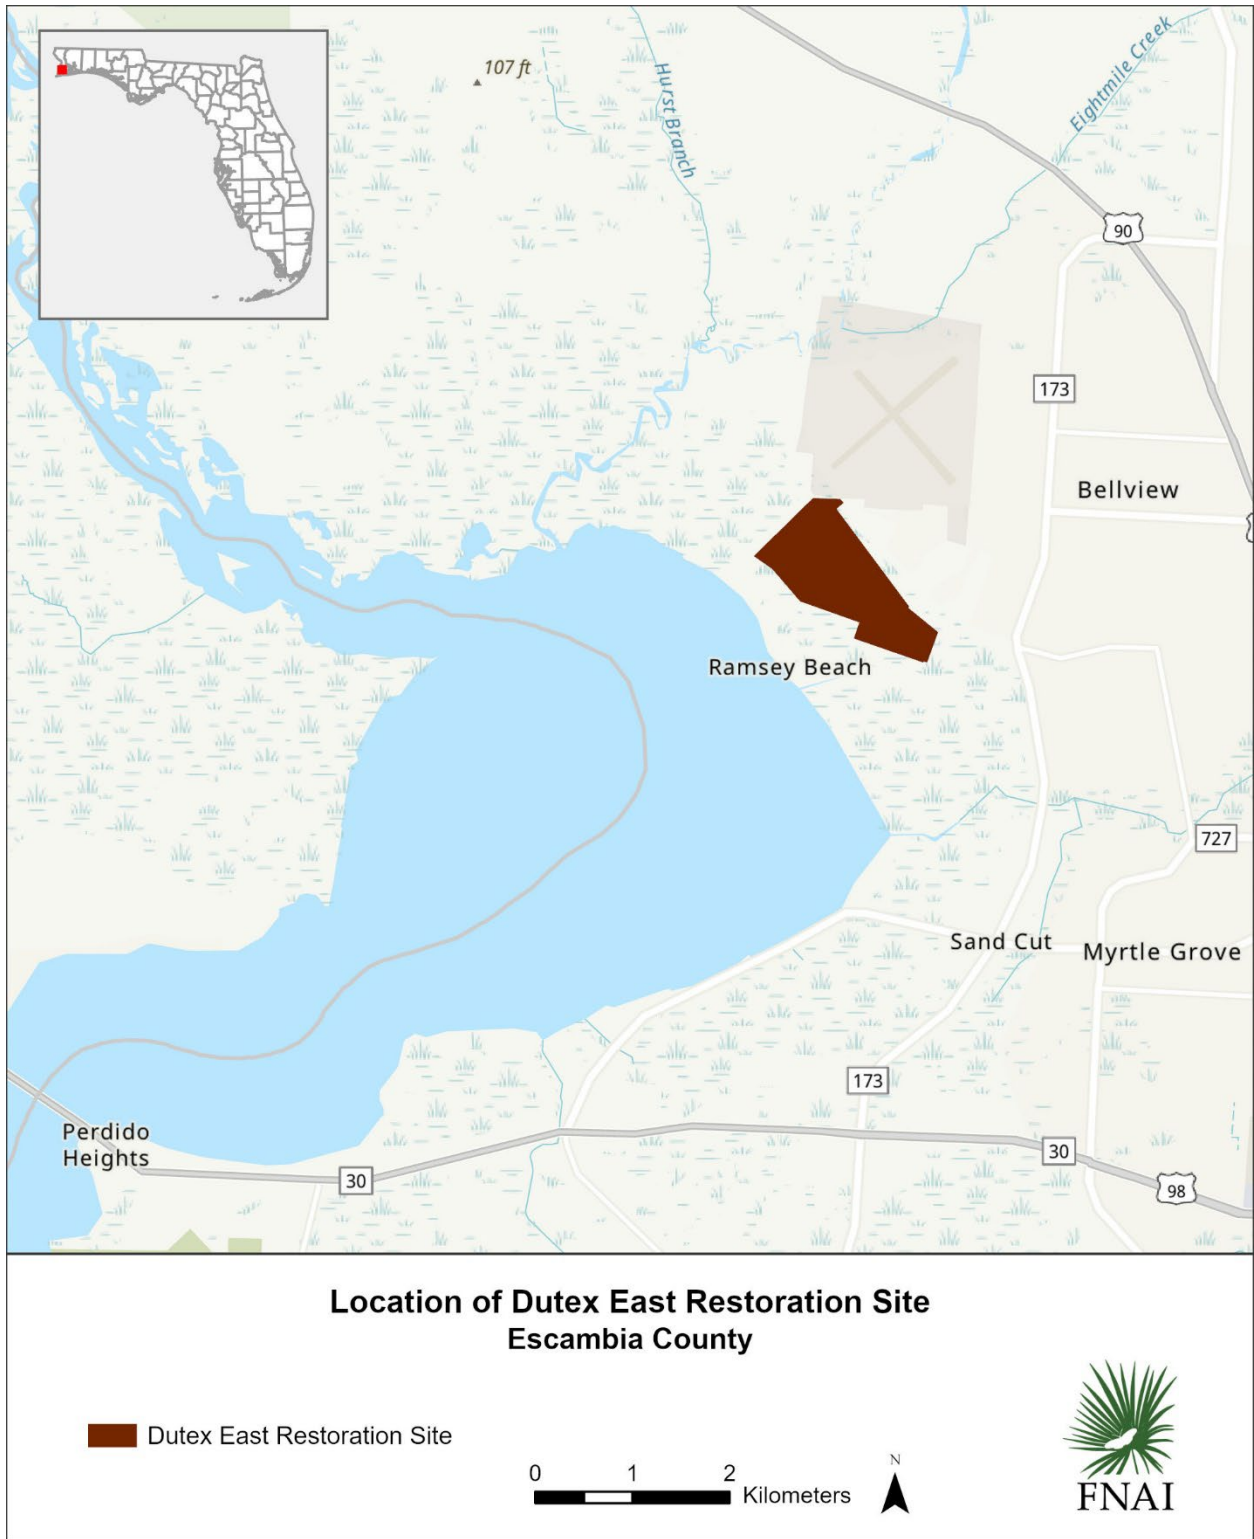 107 ft
Hurst Branch
Eightmile Creek
90
173
Bellview
Ramsey Beach
727
Sand Cut
Myrtle Grove
173
Perdido
Heights
30
30
98
Location of Dutex East Restoration Site
Escambia County
Dutex East Restoration Site
0 1 2
Kilometers
N
FNAI